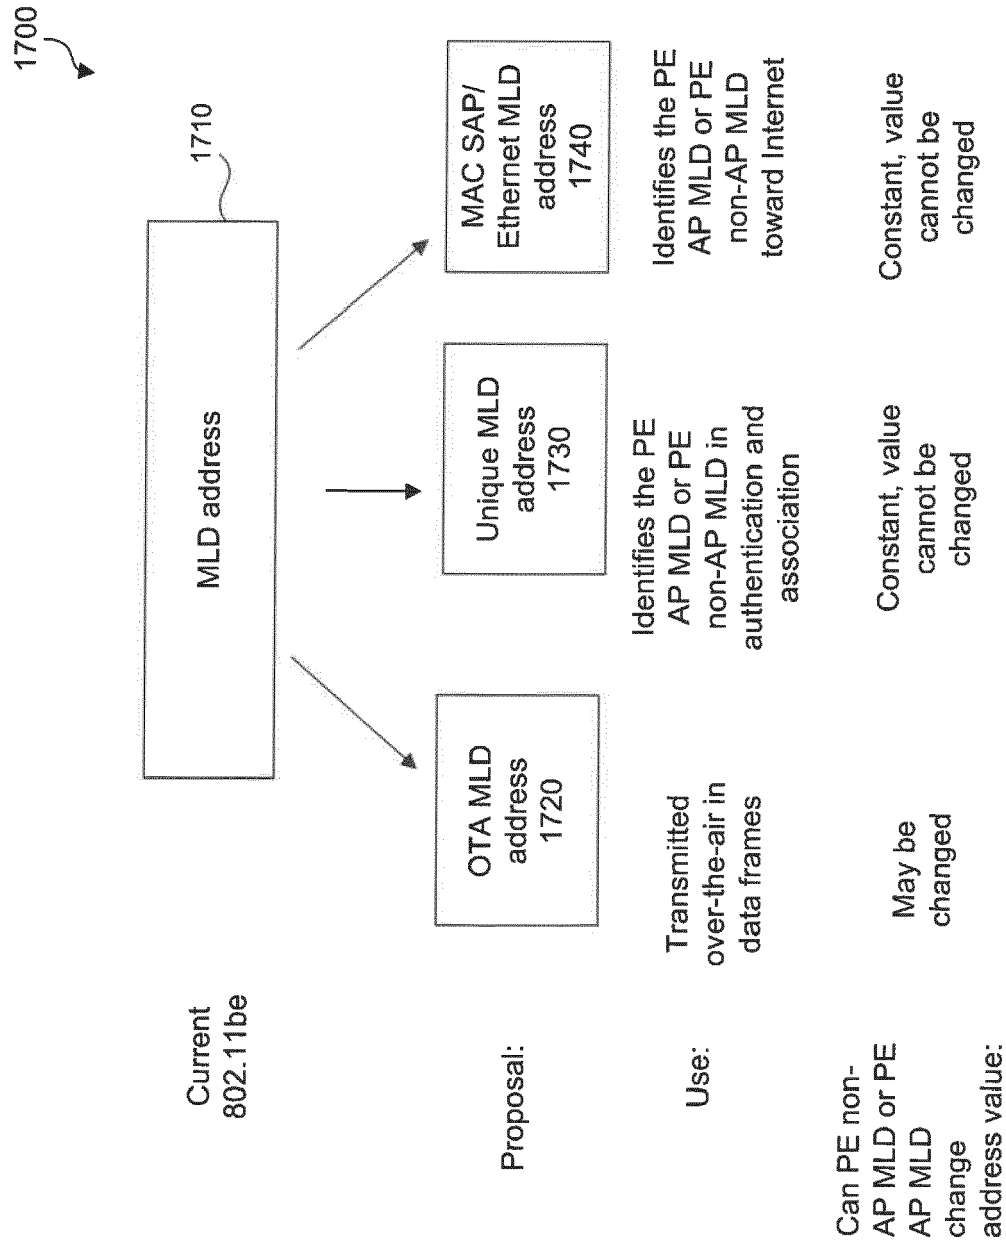 1700
Current
802.11be
MLD address
1710
Proposal:
OTA MLD
address
1720
Unique MLD
address
1730
MAC SAP/
Ethernet MLD
address
1740
Use:
Transmitted
over-the-air in
data frames
Identifies the PE
AP MLD or PE
non-AP MLD in
authentication and
association
Identifies the PE
AP MLD or PE
non-AP MLD
toward Internet
Can PE non-
AP MLD or PE
AP MLD
change
address value:
May be
changed
Constant, value
cannot be
changed
Constant, value
cannot be
changed